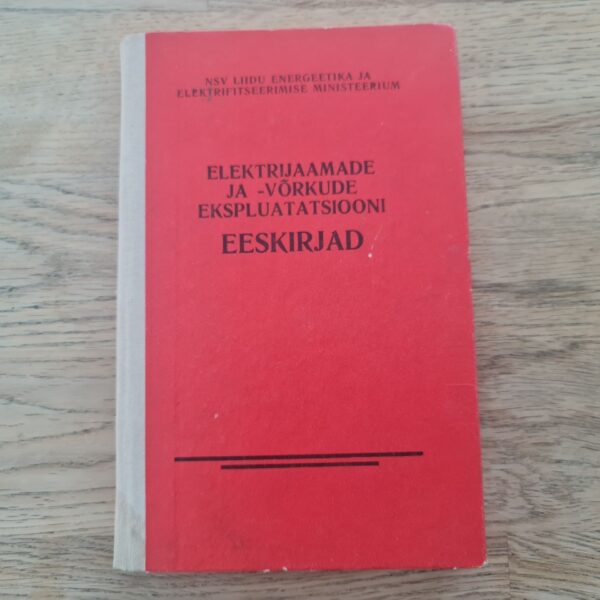 NSV LIIDU ENERGEETIKA JA
ELEKTRIFITSEERIMISE MINISTEERIUM
ELEKTRIJAAMADE
JA -VÕRKUDE
EKSPLUATATSIOONI
EESKIRJAD